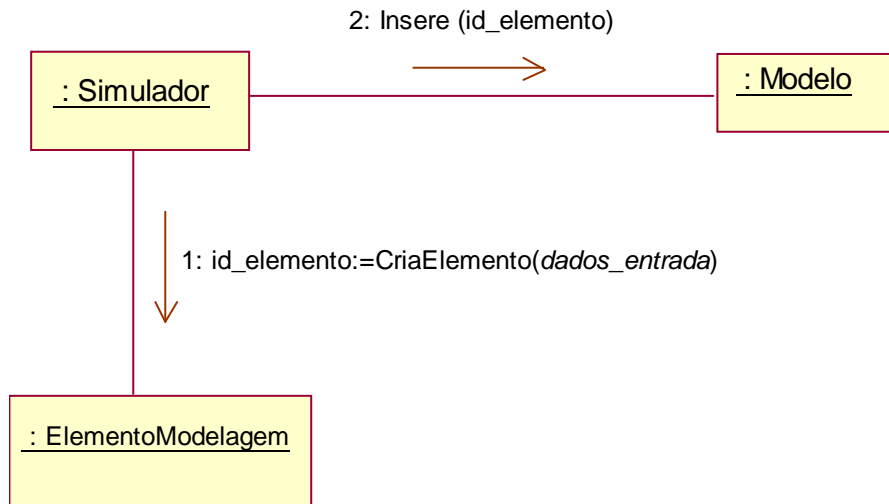 2: Insere (id_elemento)
: Simulador
: Modelo
1: id_elemento:=CriaElemento(dados_entrada)
: ElementoModelagem